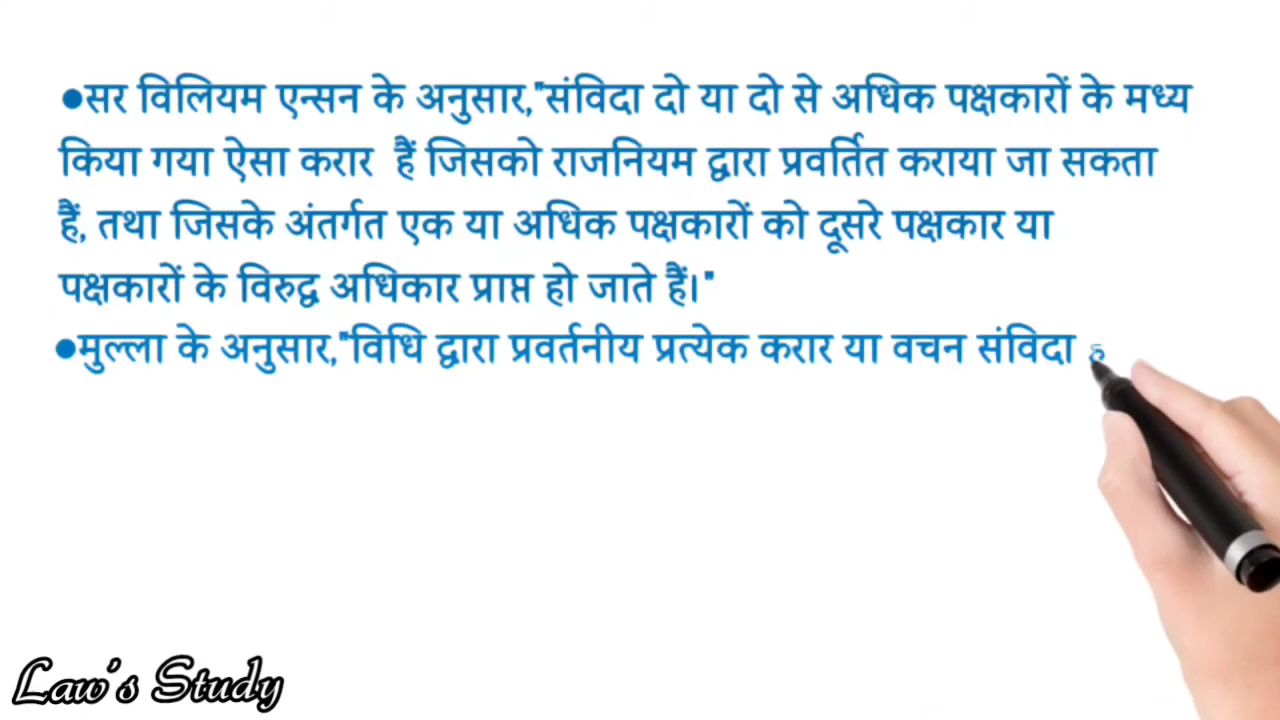 ●सर विलियम एन्सन के अनुसार,"संविदा दो या दो से अधिक पक्षकारों के मध्य
किया गया ऐसा करार हैं जिसको राजनियम द्वारा प्रवर्तित कराया जा सकता
हैं, तथा जिसके अंतर्गत एक या अधिक पक्षकारों को दूसरे पक्षकार या
पक्षकारों के विरुद्ध अधिकार प्राप्त हो जाते हैं।"
●मुल्ला के अनुसार,"विधि द्वारा प्रवर्तनीय प्रत्येक करार या वचन संविदा
Law's Study